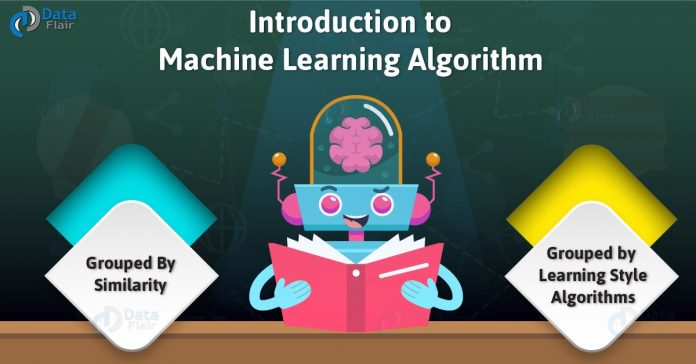 Data
Flair
Introduction to
Machine Learning Algorithm
Data
Flair
Grouped By
Similarity
Grouped by
Learning Style
Algorithms
Data
Flair
Data
Flair